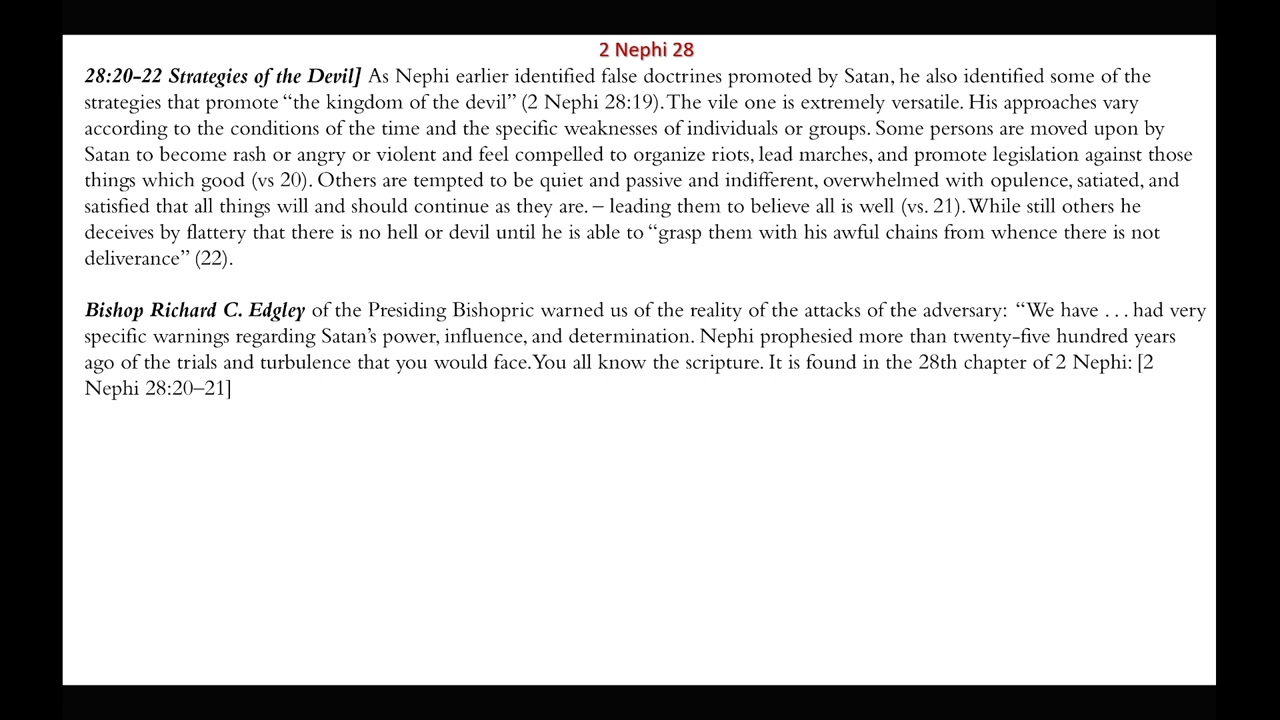 2 Nephi 28
28:20-22 Strategies of the Devil] As Nephi earlier identified false doctrines promoted by Satan, he also identified some of the
strategies that promote “the kingdom of the devil” (2 Nephi 28:19). The vile one is extremely versatile. His approaches vary
according to the conditions of the time and the specific weaknesses of individuals or groups. Some persons are moved upon by
Satan to become rash or angry or violent and feel compelled to organize riots, lead marches, and promote legislation against those
things which good (vs 20). Others are tempted to be quiet and passive and indifferent, overwhelmed with opulence, satiated, and
satisfied that all things will and should continue as they are. – leading them to believe all is well (vs. 21). While still others he
deceives by flattery that there is no hell or devil until he is able to “grasp them with his awful chains from whence there is not
deliverance” (22).
Bishop Richard C. Edgley of the Presiding Bishopric warned us of the reality of the attacks of the adversary: “We have . . . had very
specific warnings regarding Satan’s power, influence, and determination. Nephi prophesied more than twenty-five hundred years
ago of the trials and turbulence that you would face. You all know the scripture. It is found in the 28th chapter of 2 Nephi: [2
Nephi 28:20–21]